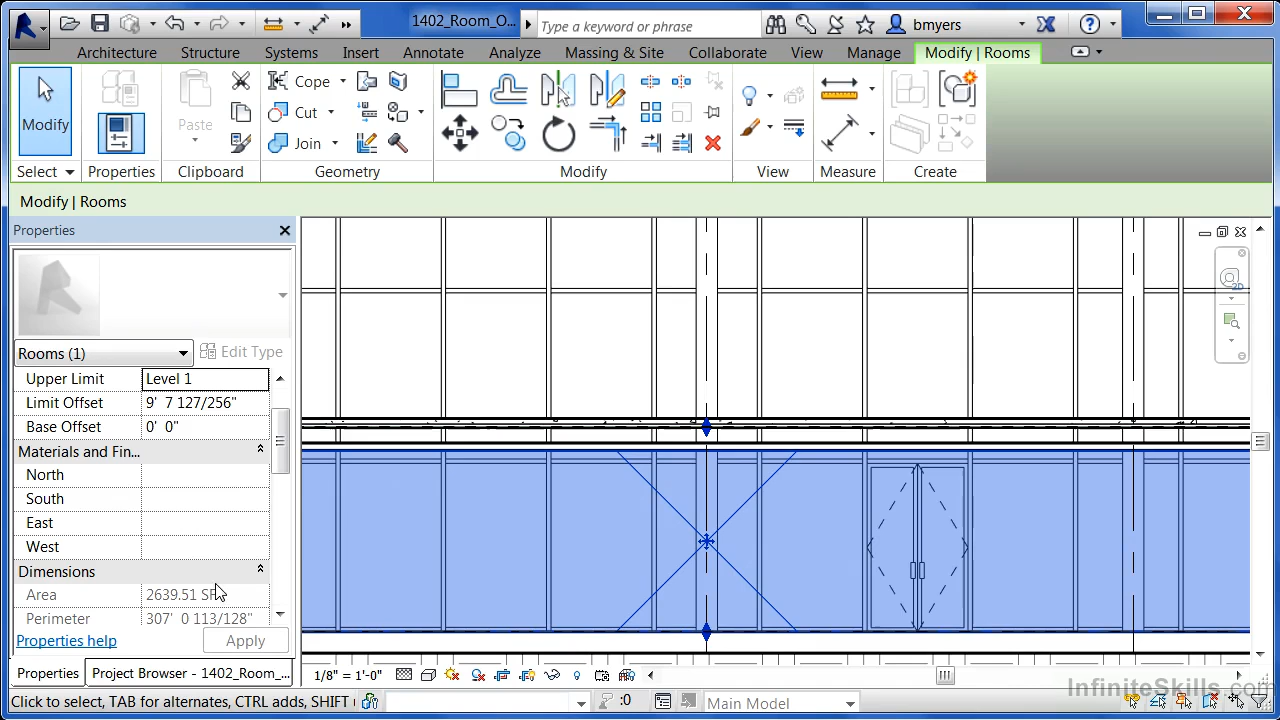 1402_Room_O...
Type a keyword or phrase
bmyers
Architecture Structure Systems Insert Annotate Analyze Massing & Site Collaborate View Manage Modify | Rooms
Modify
Paste
Cope
Cut
Join
Select Properties Clipboard Geometry Modify View Measure Create
Modify | Rooms
Properties
Rooms (1) Edit Type
Upper Limit Level 1
Limit Offset 9' 7 127/256"
Base Offset 0' 0"
Materials and Fin...
North
South
East
West
Dimensions
Area 2639.51 SF
Perimeter 307' 0 113/128"
Properties help Apply
Properties Project Browser - 1402_Room_...
1/8" = 1'-0"
2D
Click to select, TAB for alternates, CTRL adds, SHIFT u
:0
Main Model
InfiniteSkills.com